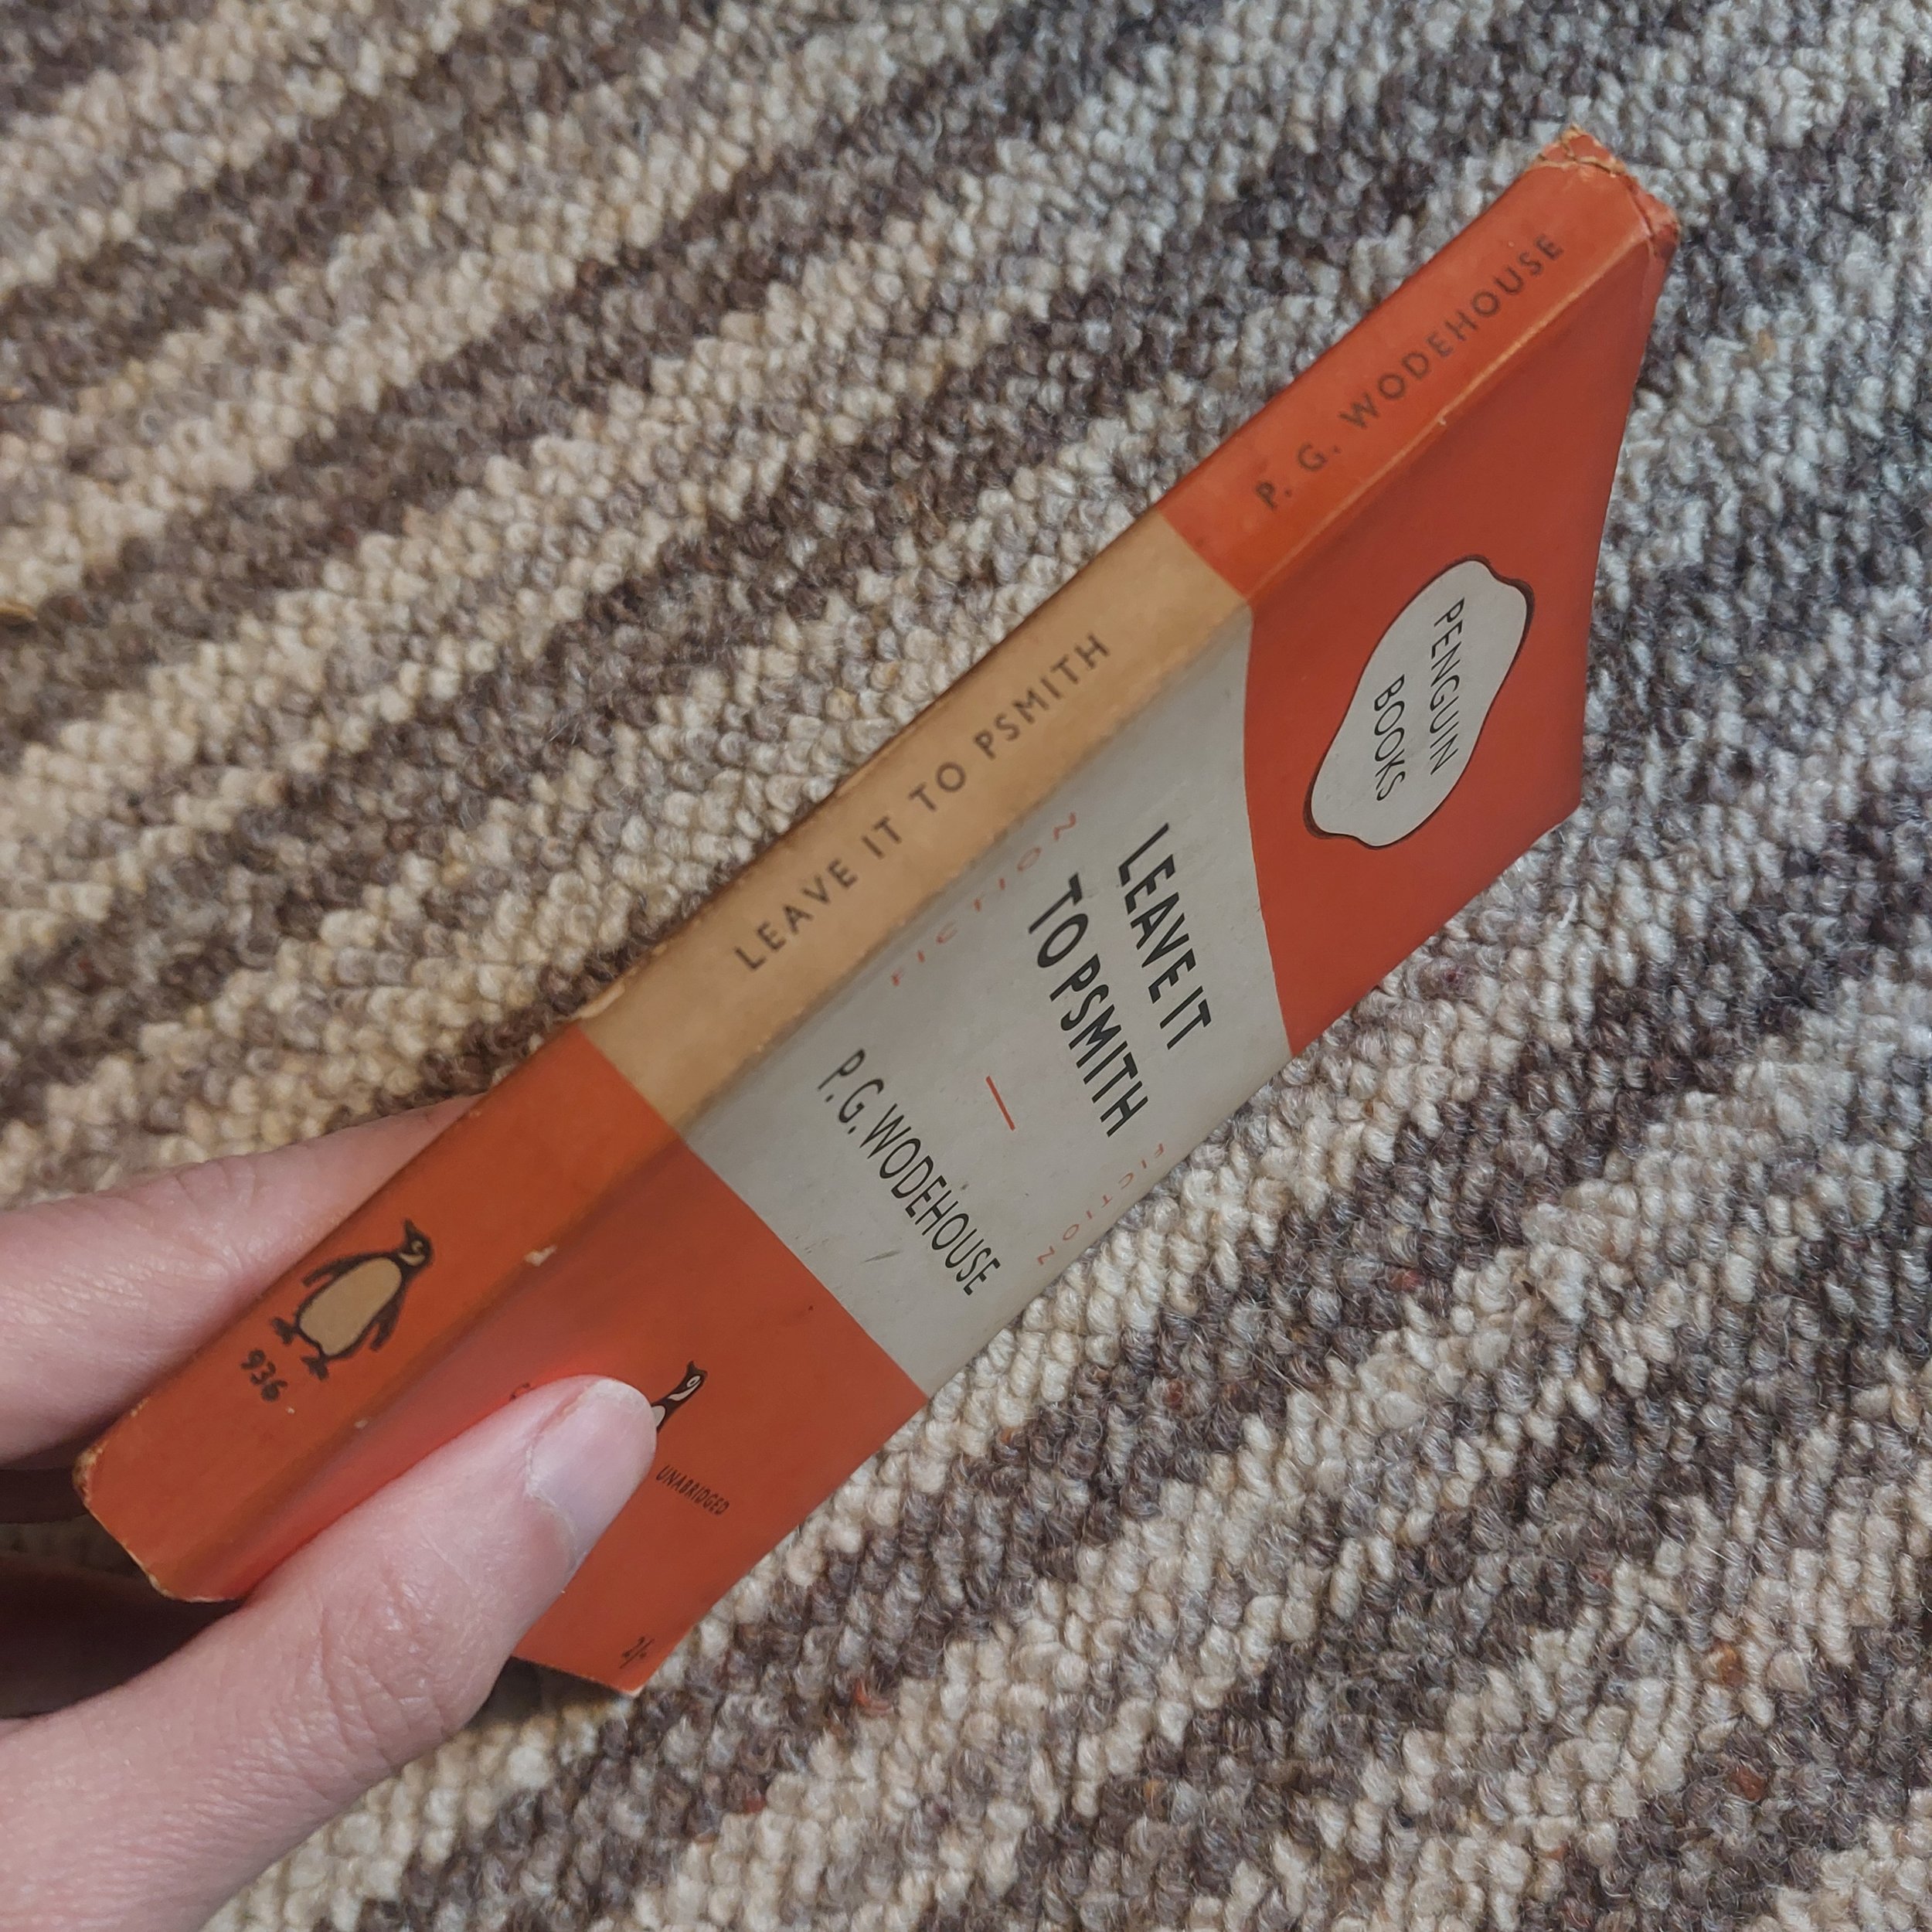 P. G. WODEHOUSE
LEAVE IT TO PSMITH
936
PENGUIN
BOOKS
LEAVE IT
TO PSMITH
FICTION
FICTION
P. G. WODEHOUSE
UNABRIDGED
2/-